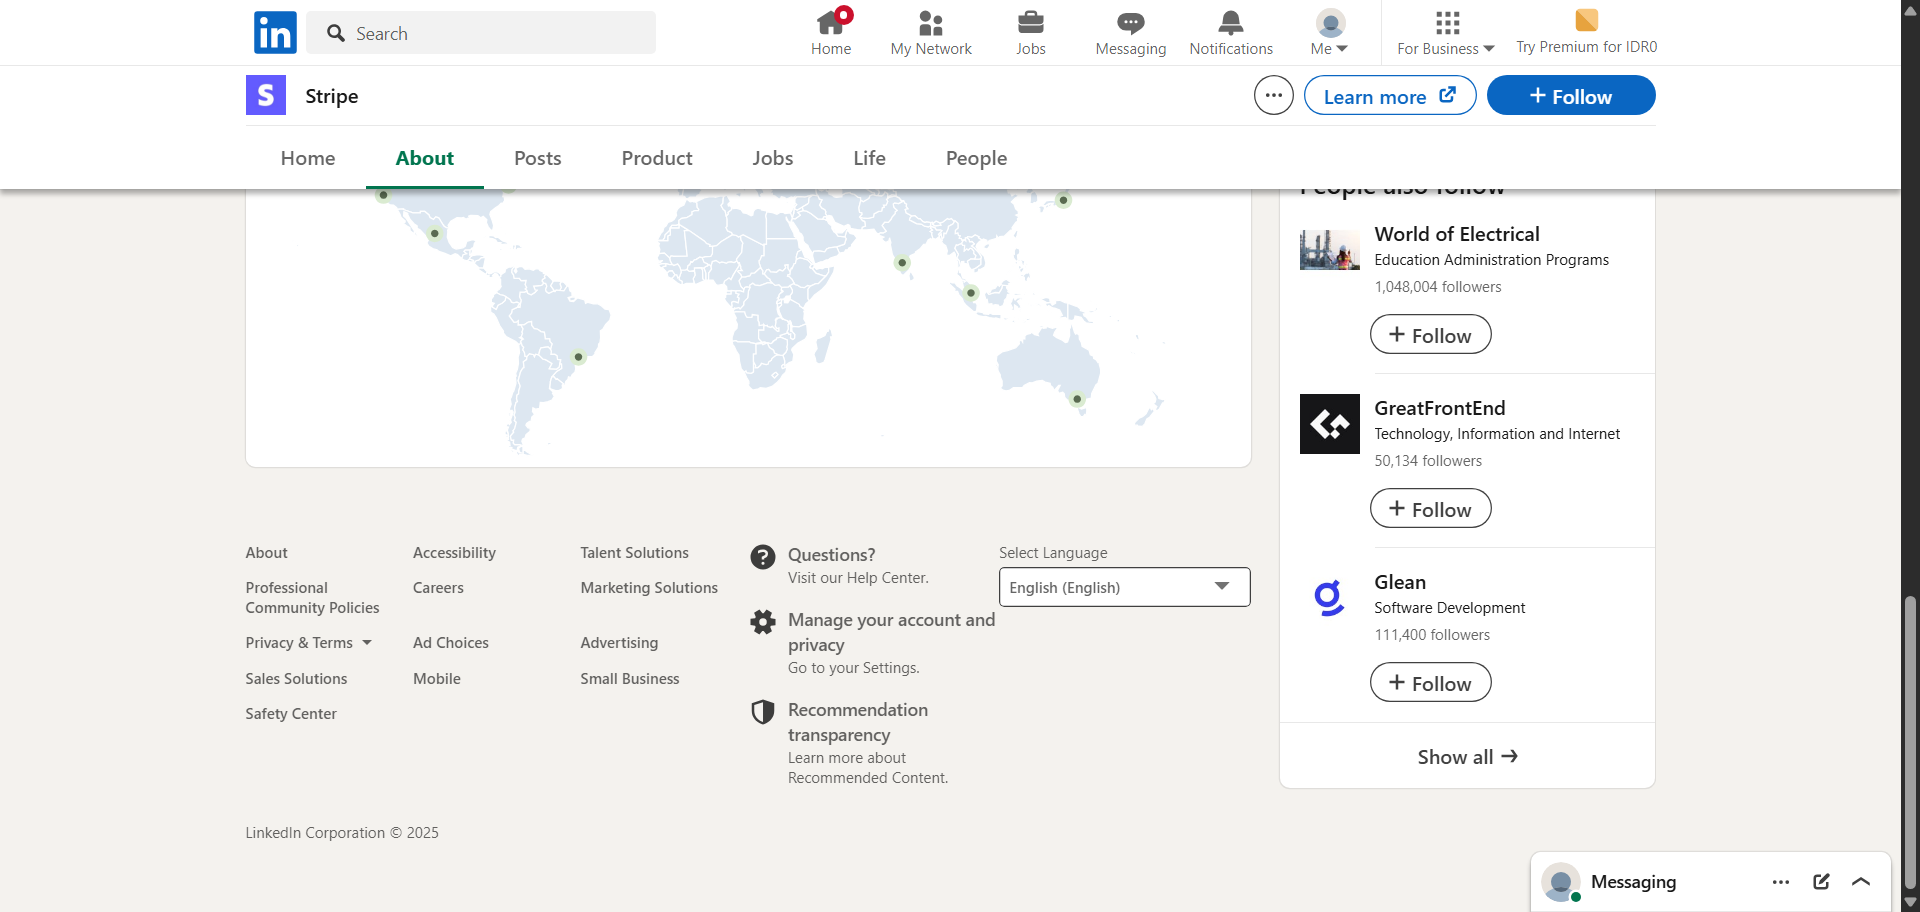 in
Search
Home
My Network
Jobs
Messaging
Notifications
Me
For Business
Try Premium for IDR0
S
Stripe
Learn more
Follow
Home
About
Posts
Product
Jobs
Life
People
People also follow
World of Electrical
Education Administration Programs
1,048,004 followers
Follow
GreatFrontEnd
Technology, Information and Internet
50,134 followers
Follow
Glean
Software Development
111,400 followers
Follow
Show all
About
Accessibility
Talent Solutions
Professional
Community Policies
Careers
Marketing Solutions
Privacy & Terms
Ad Choices
Advertising
Sales Solutions
Mobile
Small Business
Safety Center
Questions?
Visit our Help Center.
Manage your account and
privacy
Go to your Settings.
Recommendation
transparency
Learn more about
Recommended Content.
Select Language
English (English)
LinkedIn Corporation © 2025
Messaging